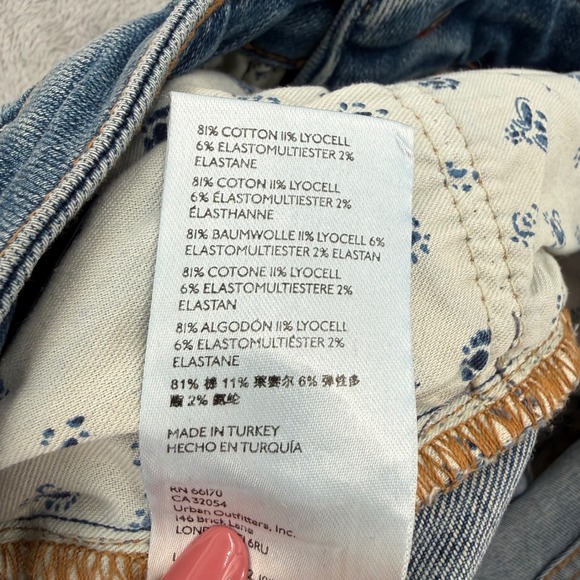 81% COTTON 11% LYOCELL
6% ELASTOMULTIESTER 2%
ELASTANE
81% COTON 11% LYOCELL
6% ÉLASTOMULTIESTER 2%
ÉLASTHANNE
81% BAUMWOLLE 11% LYOCELL 6%
ELASTOMULTIESTER 2% ELASTAN
81% COTONE 11% LYOCELL
6% ELASTOMULTIESTERE 2%
ELASTAN
81% ALGODÓN 11% LYOCELL
6% ELASTOMULTIÉSTER 2%
ELASTANE
81% 棉 11% 莱赛尔 6% 弹性多
酯 2% 氨纶
MADE IN TURKEY
HECHO EN TURQUÍA
RN 66170
CA32054
Urban Outfitters, Inc.
146 Brick Lane
6RU